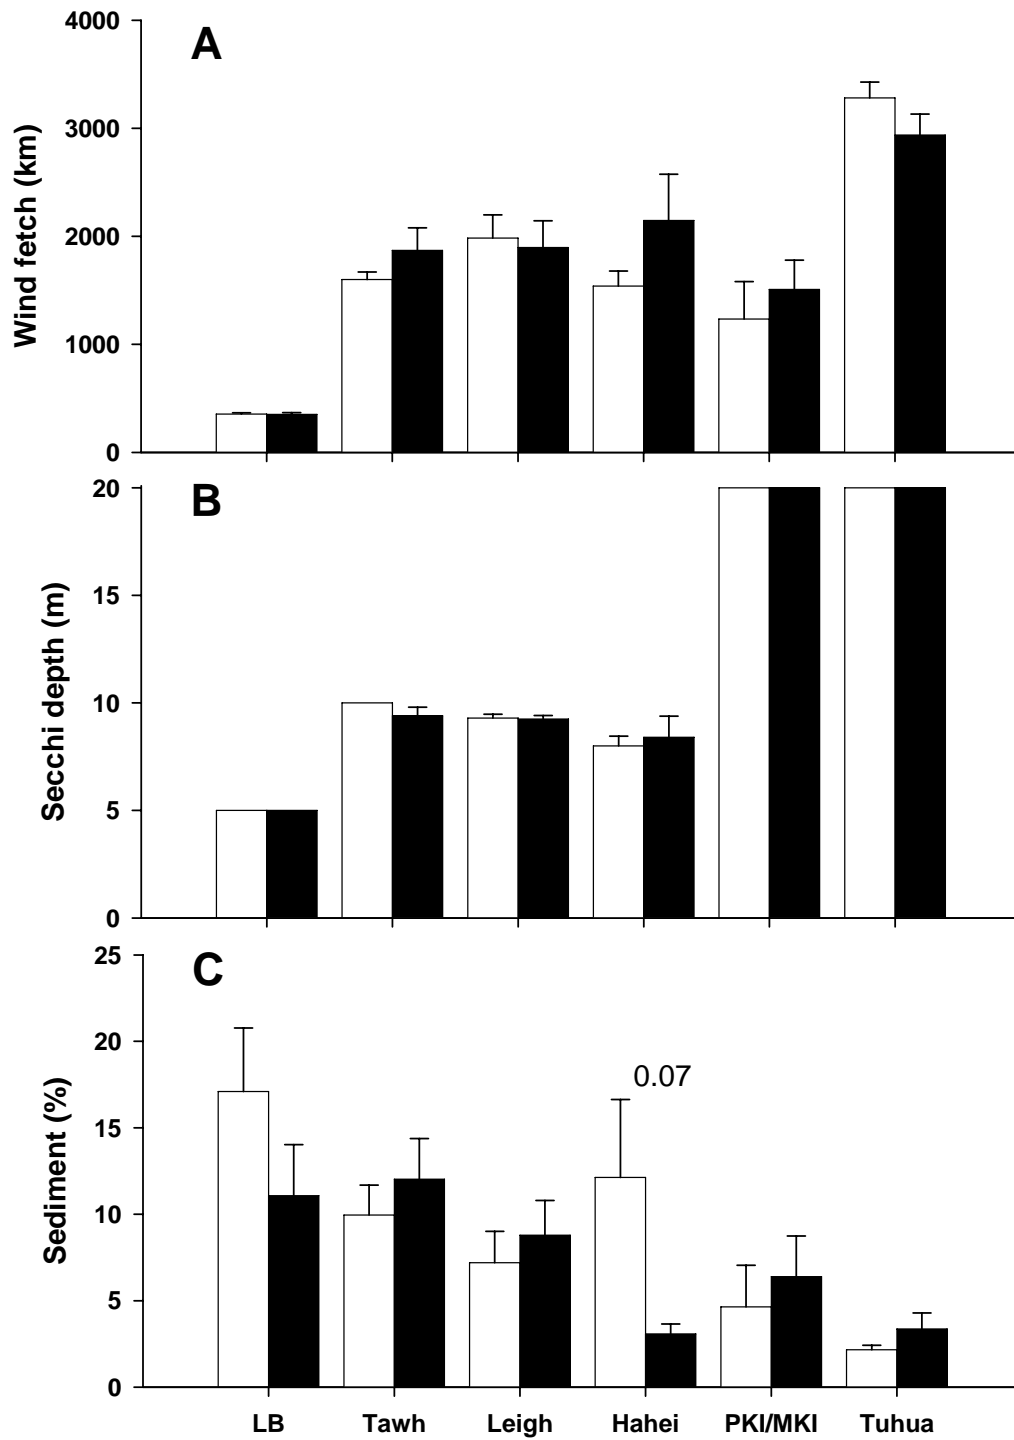 A
Wind fetch (km)
4000
3000
2000
1000
0
B
Secchi depth (m)
20
15
10
5
0
C
Sediment (%)
25
20
15
10
5
0
0.07
LB Tawh Leigh Hahei PKI/MKI Tuhua